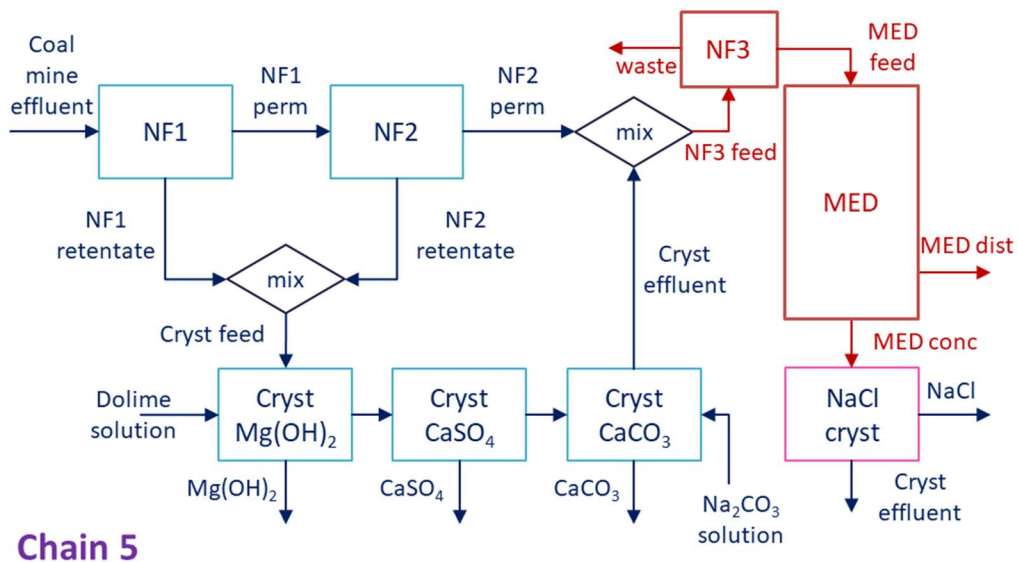 Coal
mine
effluent
NF1
NF1
perm
NF2
NF2
perm
mix
waste
NF3
MED
feed
NF3 feed
MED
NF1
retentate
NF2
retentate
mix
Cryst
effluent
MED dist
MED conc
Cryst feed
Dolime
solution
Cryst
Mg(OH)₂
Cryst
CaSO₄
Cryst
CaCO₃
NaCl
cryst
NaCl
Mg(OH)₂
CaSO₄
CaCO₃
Na₂CO₃
solution
Cryst
effluent
Chain 5